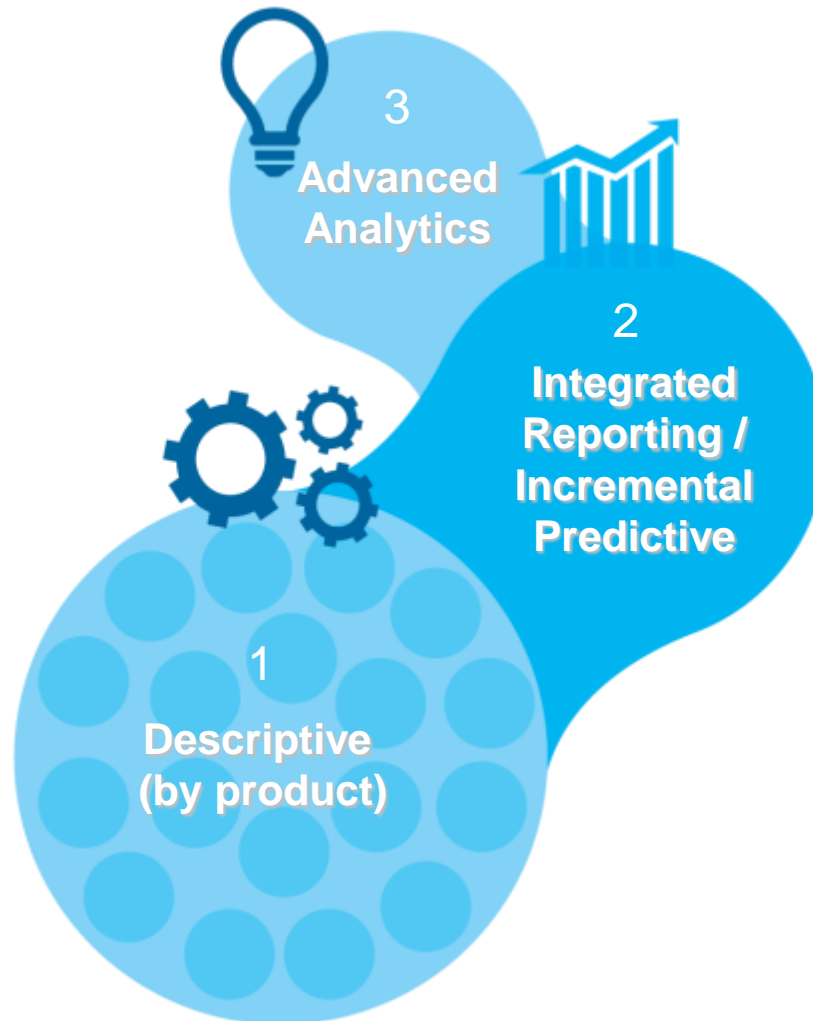 3
Advanced
Analytics
2
Integrated
Reporting /
Incremental
Predictive
1
Descriptive
(by product)